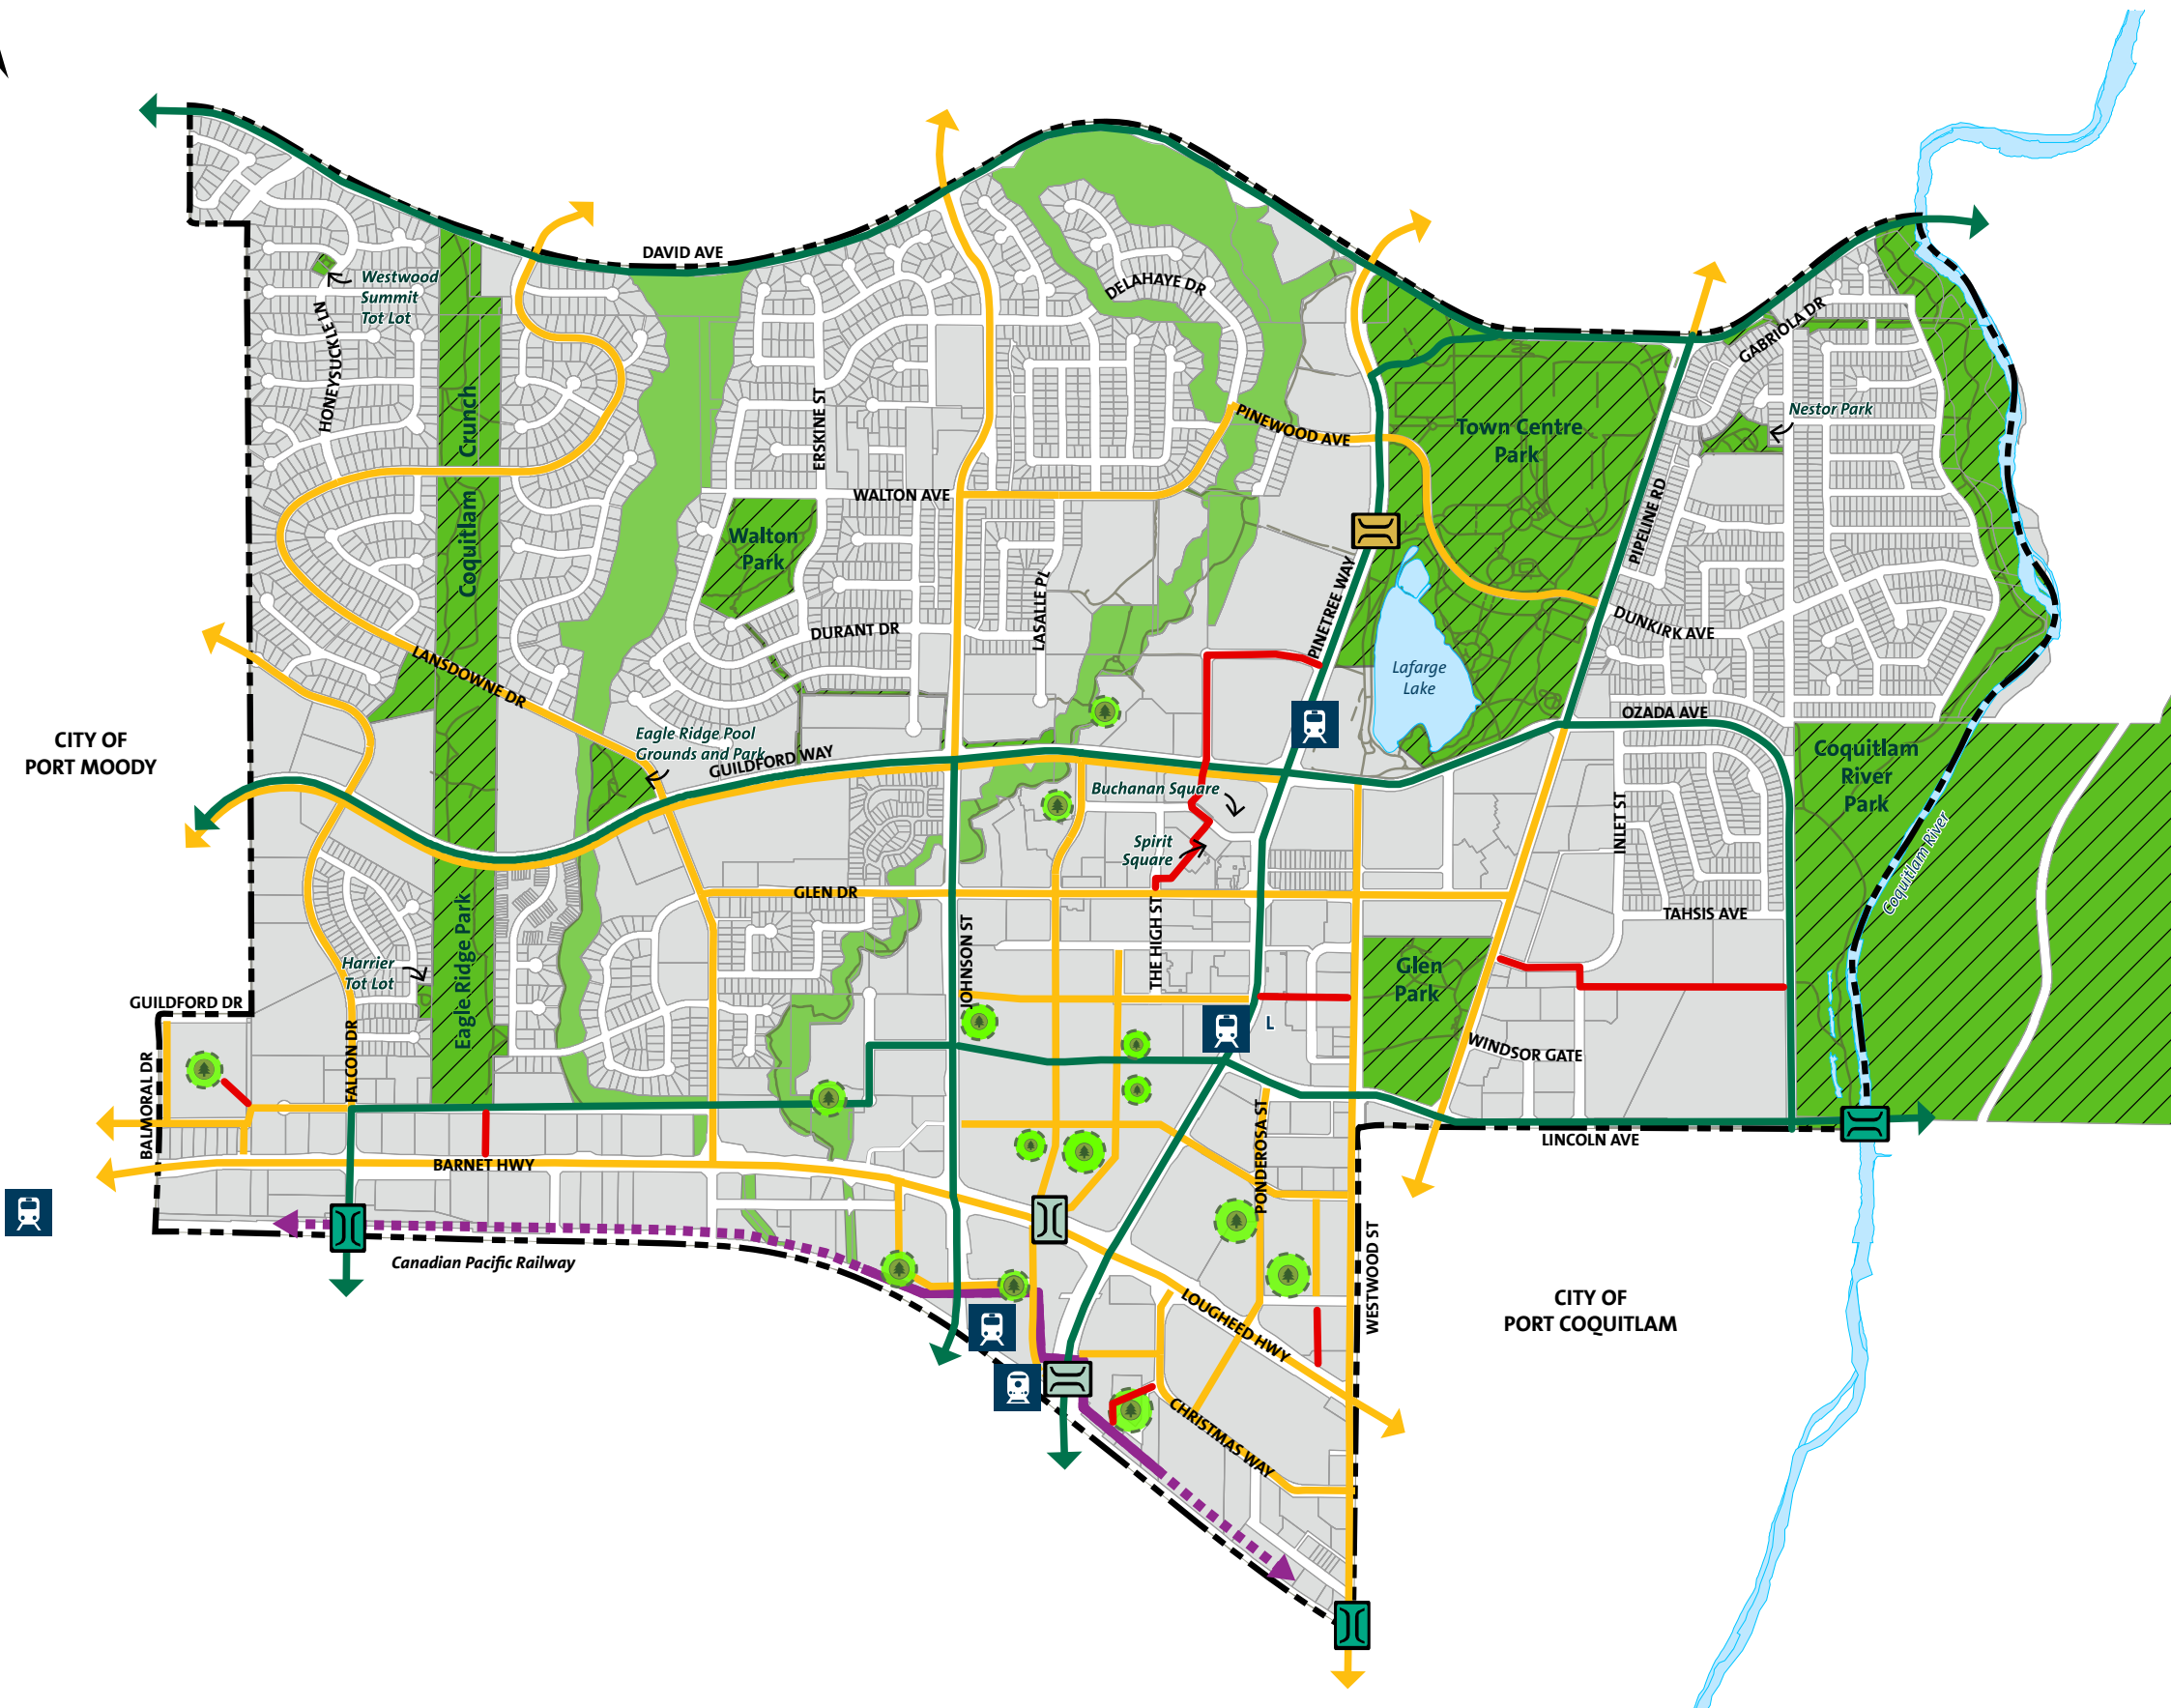 DAVID AVE
Westwood
Summit
Tot Lot
HONEYSUCKLE LN
DELAHAYE DR
GABRIOLA DR
Coquitlam Crunch
ERSKINE ST
PINEWOOD AVE
Town Centre
Park
Nestor Park
WALTON AVE
Walton
Park
PIPELINE RD
PINETREE WAY
LASALLE PL
DURANT DR
DUNKIRK AVE
LANSDOWNE DR
Lafarge
Lake
OZADA AVE
CITY OF
PORT MOODY
Eagle Ridge Pool
Grounds and Park
GUILDFORD WAY
Coquitlam
River
Park
Buchanan Square
Spirit
Square
INLET ST
Coquitlam River
GLEN DR
TAHSIS AVE
JOHNSON ST
THE HIGH ST
Eagle Ridge Park
Harrier
Tot Lot
Glen
Park
GUILDFORD DR
L
WINDSOR GATE
FALCON DR
BALMORAL DR
PONDEROSA ST
LINCOLN AVE
BARNET HWY
WESTWOOD ST
Canadian Pacific Railway
LOUGHEED HWY
CITY OF
PORT COQUITLAM
CHRISTMAS WAY